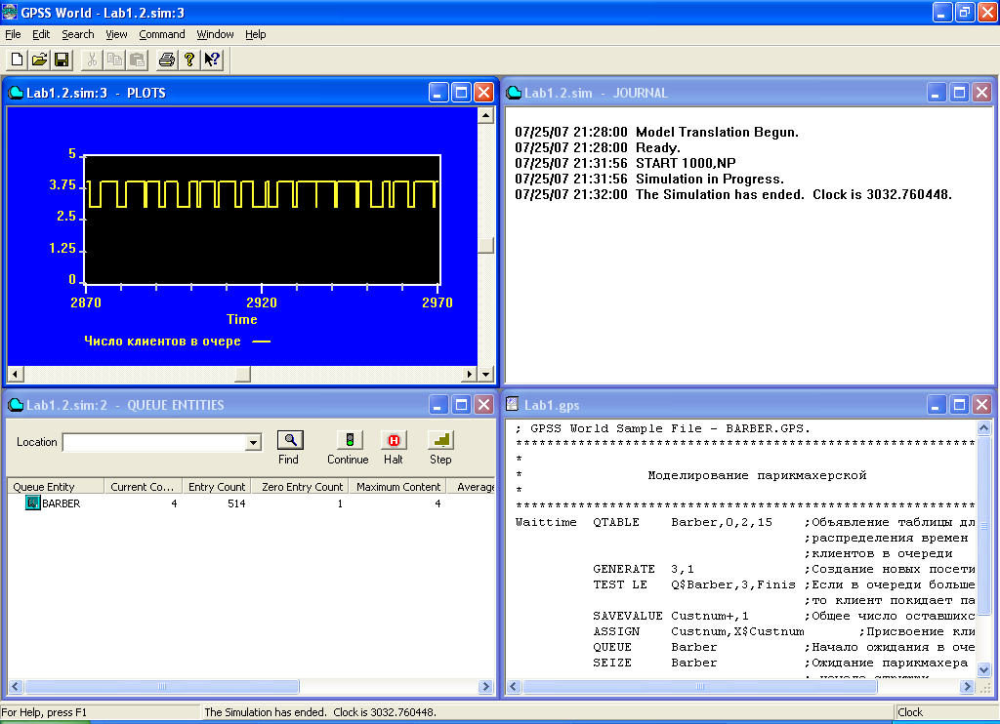 GPSS World - Lab1.2.sim:3
File Edit Search View Command Window Help
Lab1.2.sim:3 - PLOTS
5
3.75
2.5
1.25
0
2870 2920 2970
Time
Число клиентов в очере
Lab1.2.sim - JOURNAL
07/25/07 21:28:00 Model Translation Begun.
07/25/07 21:28:00 Ready.
07/25/07 21:31:56 START 1000,NP
07/25/07 21:31:56 Simulation in Progress.
07/25/07 21:32:00 The Simulation has ended. Clock is 3032.760448.
Lab1.2.sim:2 - QUEUE ENTITIES
Location
Find Continue Halt Step
Queue Entity Current Co... Entry Count Zero Entry Count Maximum Content Average
BARBER 4 514 1 4
Lab1.gps
; GPSS World Sample File - BARBER.GPS.
***********************************************************
*
* Моделирование парикмахерской
*
***********************************************************
Waittime QTABLE Barber,0,2,15 ;Объявление таблицы дл
;распределения времен
;клиентов в очереди
GENERATE 3,1 ;Создание новых посети
TEST LE Q$Barber,3,Finis ;Если в очереди больше
;то клиент покидает па
SAVEVALUE Custnum+,1 ;Общее число оставшихс
ASSIGN Custnum,X$Custnum ;Присвоение кли
QUEUE Barber ;Начало ожидания в оче
SEIZE Barber ;Ожидание парикмахера
For Help, press F1
The Simulation has ended. Clock is 3032.760448.
Clock